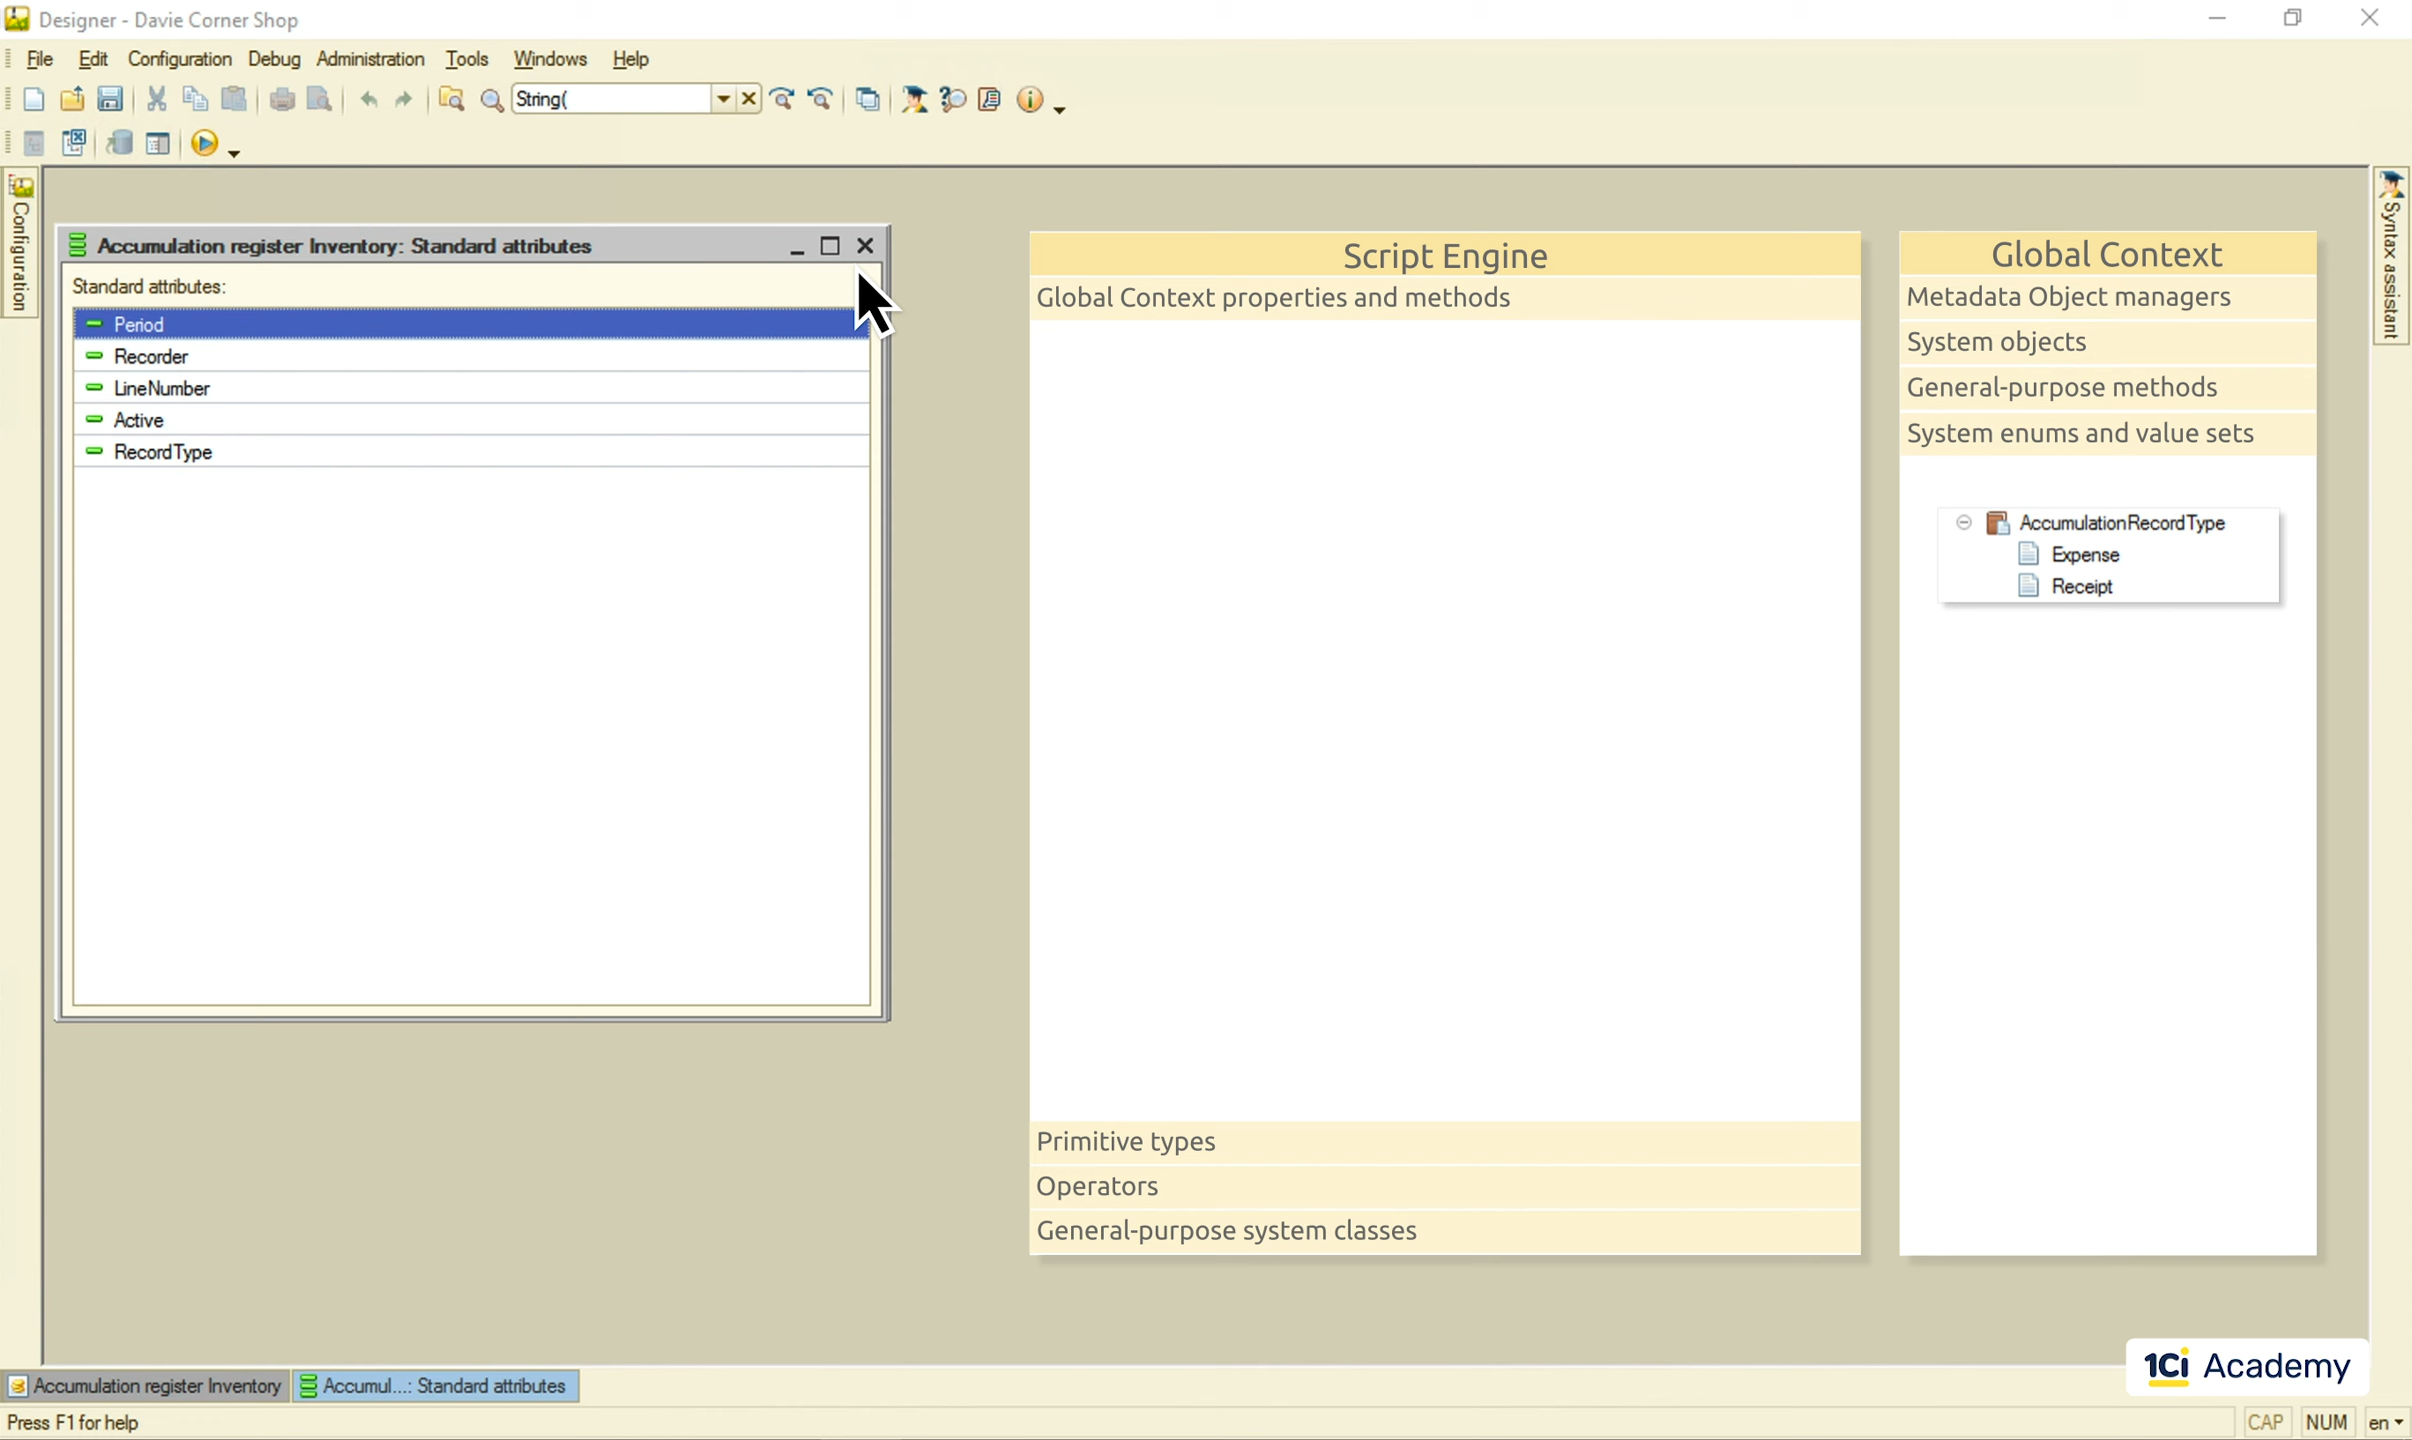 Designer - Davie Corner Shop
File Edit Configuration Debug Administration Tools Windows Help
String(
Configuration
Accumulation register Inventory: Standard attributes
Standard attributes:
Period
Recorder
LineNumber
Active
RecordType
Script Engine
Global Context properties and methods
Primitive types
Operators
General-purpose system classes
Global Context
Metadata Object managers
System objects
General-purpose methods
System enums and value sets
AccumulationRecordType
Expense
Receipt
Syntax assistant
1Ci Academy
Accumulation register Inventory
Accumul...: Standard attributes
Press F1 for help
CAP NUM en